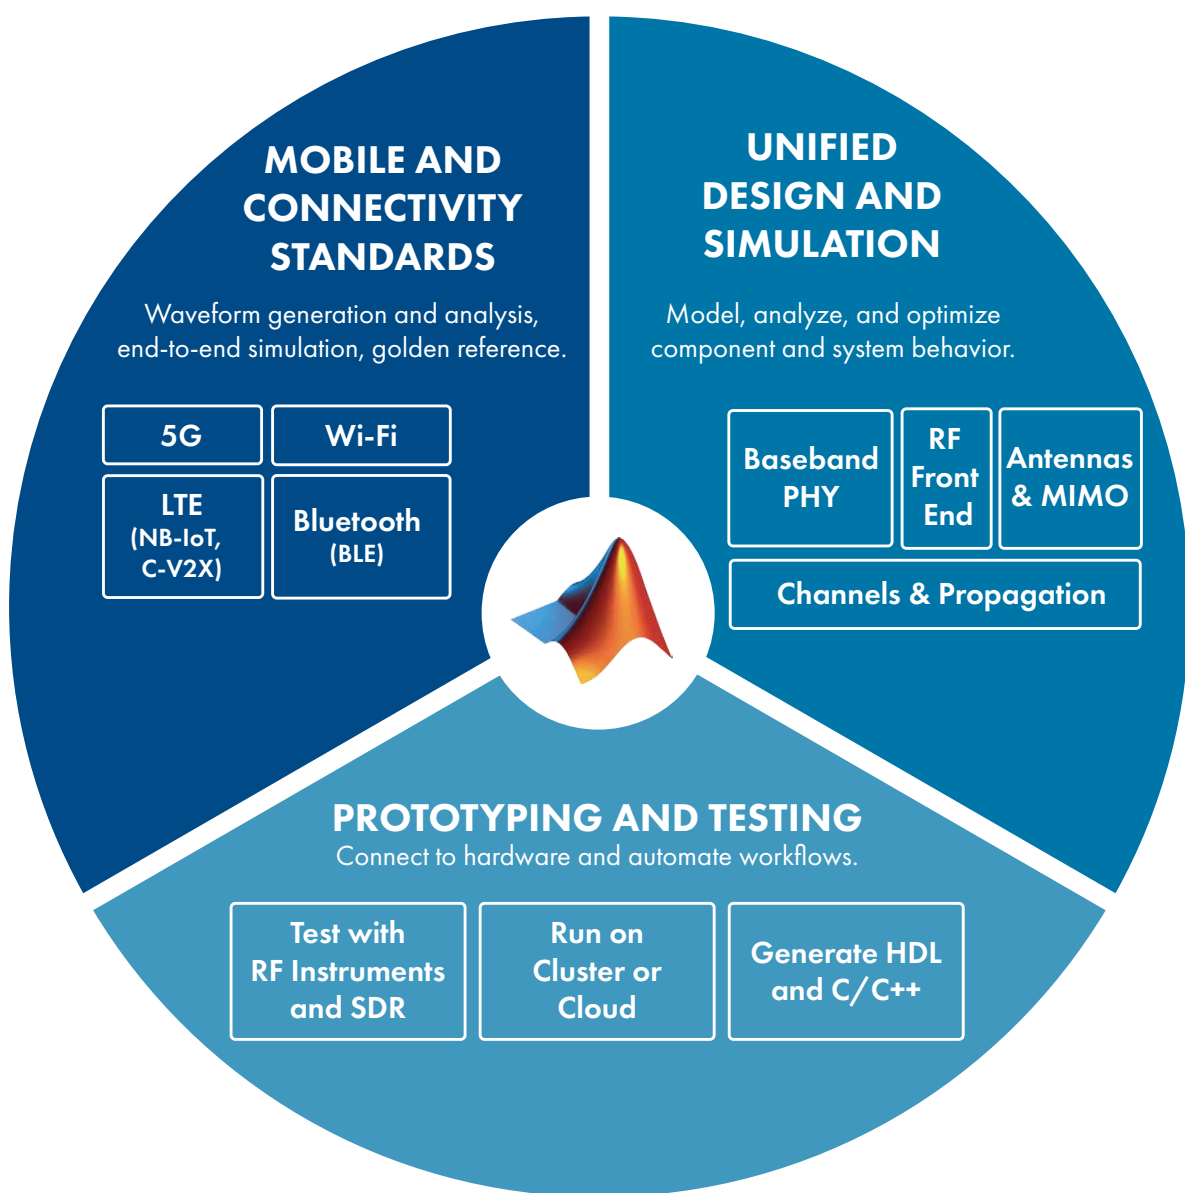 MOBILE AND
CONNECTIVITY
STANDARDS
Waveform generation and analysis,
end-to-end simulation, golden reference.
5G
Wi-Fi
LTE
(NB-IoT,
C-V2X)
Bluetooth
(BLE)
UNIFIED
DESIGN AND
SIMULATION
Model, analyze, and optimize
component and system behavior.
Baseband
PHY
RF
Front
End
Antennas
& MIMO
Channels & Propagation
PROTOTYPING AND TESTING
Connect to hardware and automate workflows.
Test with
RF Instruments
and SDR
Run on
Cluster or
Cloud
Generate HDL
and C/C++